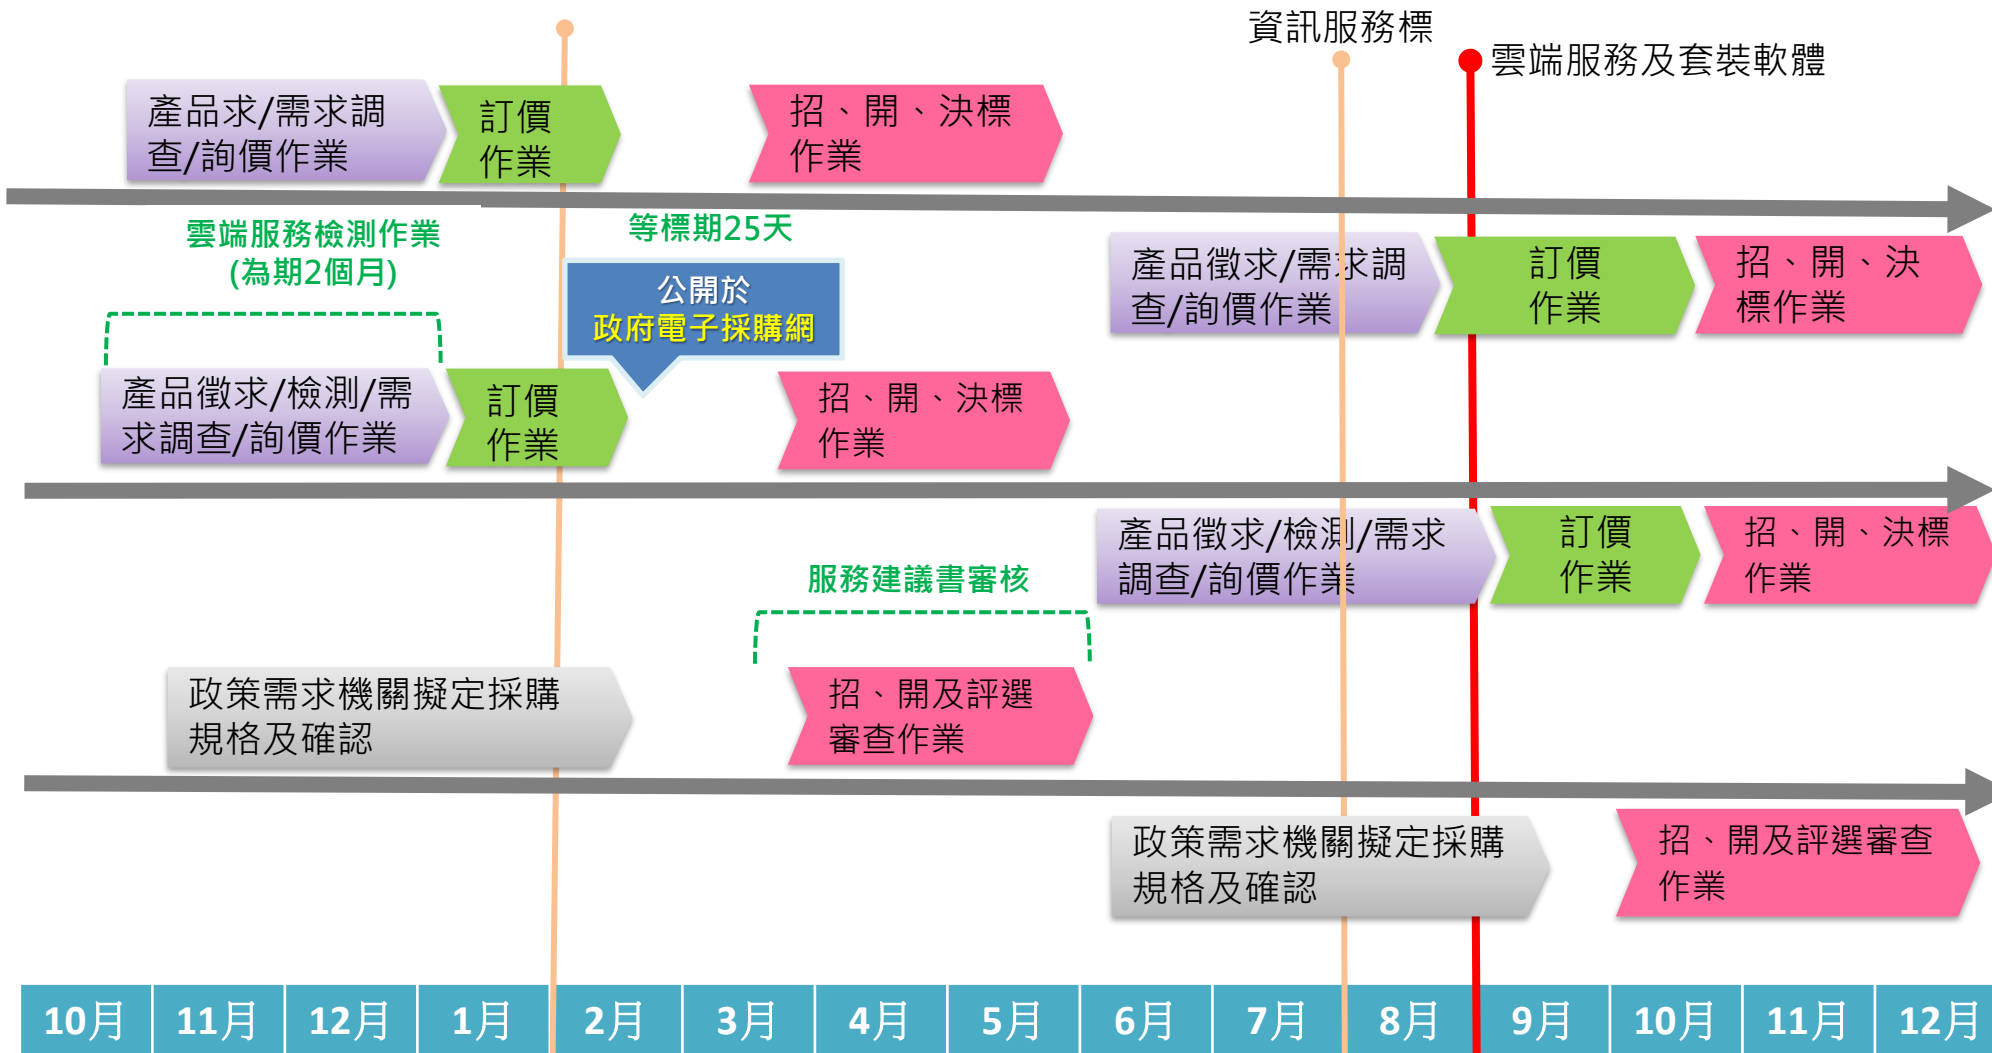 資訊服務標
雲端服務及套裝軟體
產品求/需求調
查/詢價作業
訂價
作業
招、開、決標
作業
雲端服務檢測作業
(為期2個月)
等標期25天
公開於
政府電子採購網
產品徵求/需求調
查/詢價作業
訂價
作業
招、開、決
標作業
產品徵求/檢測/需
求調查/詢價作業
訂價
作業
招、開、決標
作業
產品徵求/檢測/需求
調查/詢價作業
訂價
作業
招、開、決標
作業
服務建議書審核
政策需求機關擬定採購
規格及確認
招、開及評選
審查作業
政策需求機關擬定採購
規格及確認
招、開及評選審查
作業
10月 11月 12月 1月 2月 3月 4月 5月 6月 7月 8月 9月 10月 11月 12月